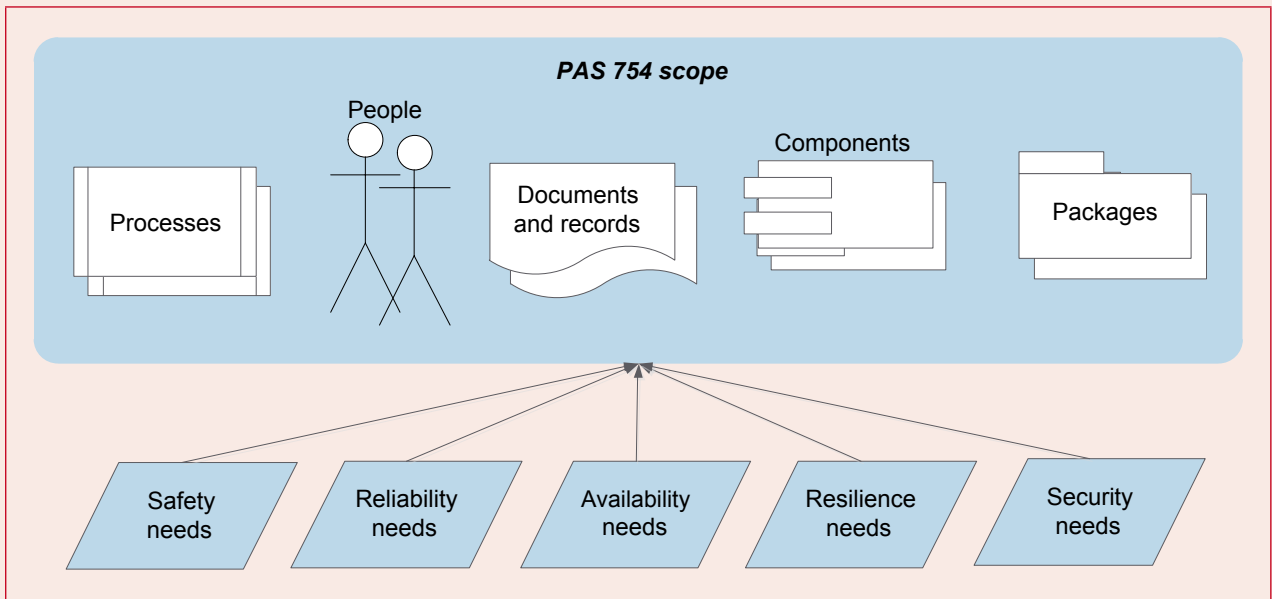 PAS 754 scope
People
Processes
Documents
and records
Components
Packages
Safety
needs
Reliability
needs
Availability
needs
Resilience
needs
Security
needs